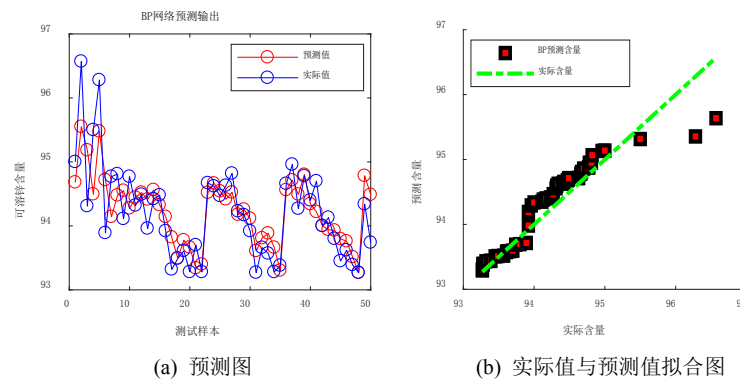 BP网络预测输出
97
96
95
94
93
可溶锌含量
预测值
实际值
0 10 20 30 40 50
测试样本
(a) 预测图
97
96
95
94
93
预测含量
BP预测含量
实际含量
93 94 95 96
实际含量
(b) 实际值与预测值拟合图